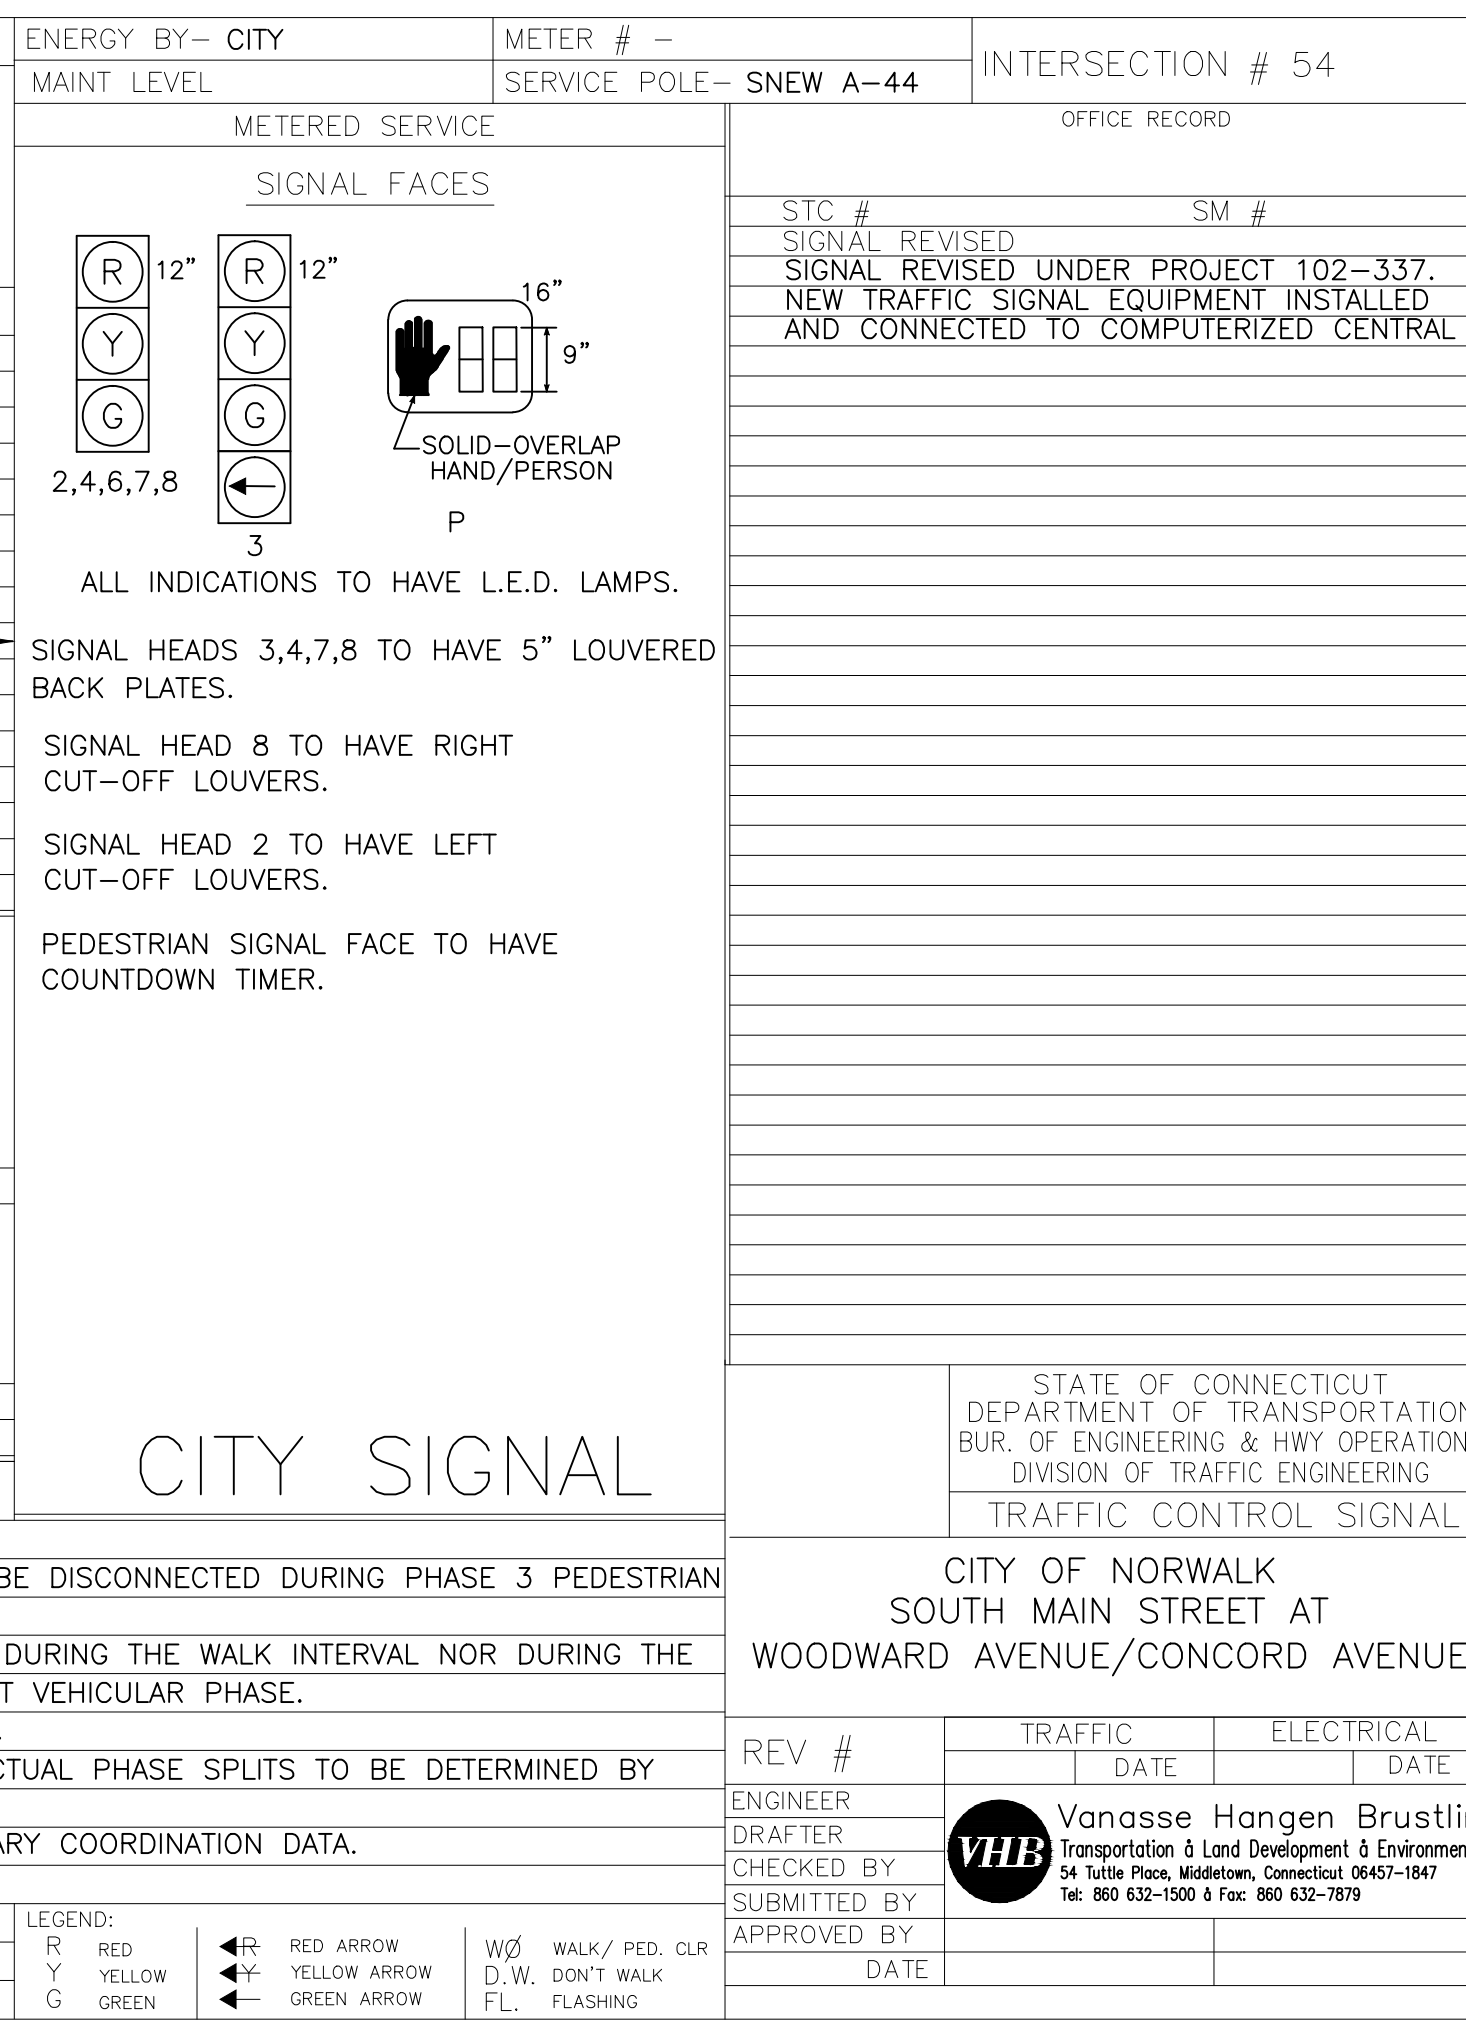 ENERGY BY– CITY
METER # –
INTERSECTION # 54
MAINT LEVEL
SERVICE POLE– SNEW A–44
METERED SERVICE
SIGNAL FACES
R 12" R 12"
Y Y
G G
2,4,6,7,8
3
16"
9"
SOLID–OVERLAP
HAND/PERSON
P
ALL INDICATIONS TO HAVE L.E.D. LAMPS.
SIGNAL HEADS 3,4,7,8 TO HAVE 5" LOUVERED
BACK PLATES.
SIGNAL HEAD 8 TO HAVE RIGHT
CUT–OFF LOUVERS.
SIGNAL HEAD 2 TO HAVE LEFT
CUT–OFF LOUVERS.
PEDESTRIAN SIGNAL FACE TO HAVE
COUNTDOWN TIMER.
CITY SIGNAL
OFFICE RECORD
STC # SM #
SIGNAL REVISED
SIGNAL REVISED UNDER PROJECT 102–337.
NEW TRAFFIC SIGNAL EQUIPMENT INSTALLED
AND CONNECTED TO COMPUTERIZED CENTRAL
STATE OF CONNECTICUT
DEPARTMENT OF TRANSPORTATION
BUR. OF ENGINEERING & HWY OPERATION
DIVISION OF TRAFFIC ENGINEERING
TRAFFIC CONTROL SIGNAL
CITY OF NORWALK
SOUTH MAIN STREET AT
WOODWARD AVENUE/CONCORD AVENUE
BE DISCONNECTED DURING PHASE 3 PEDESTRIAN
DURING THE WALK INTERVAL NOR DURING THE
T VEHICULAR PHASE.
CTUAL PHASE SPLITS TO BE DETERMINED BY
ARY COORDINATION DATA.
REV #
TRAFFIC
ELECTRICAL
DATE
DATE
ENGINEER
DRAFTER
CHECKED BY
SUBMITTED BY
APPROVED BY
DATE
VHB
Vanasse Hangen Brustli
Transportation å Land Development å Environmen
54 Tuttle Place, Middletown, Connecticut 06457–1847
Tel: 860 632–1500 å Fax: 860 632–7879
LEGEND:
R RED
Y YELLOW
G GREEN
R RED ARROW
Y YELLOW ARROW
GREEN ARROW
WØ WALK/ PED. CLR
D.W. DON'T WALK
FL. FLASHING